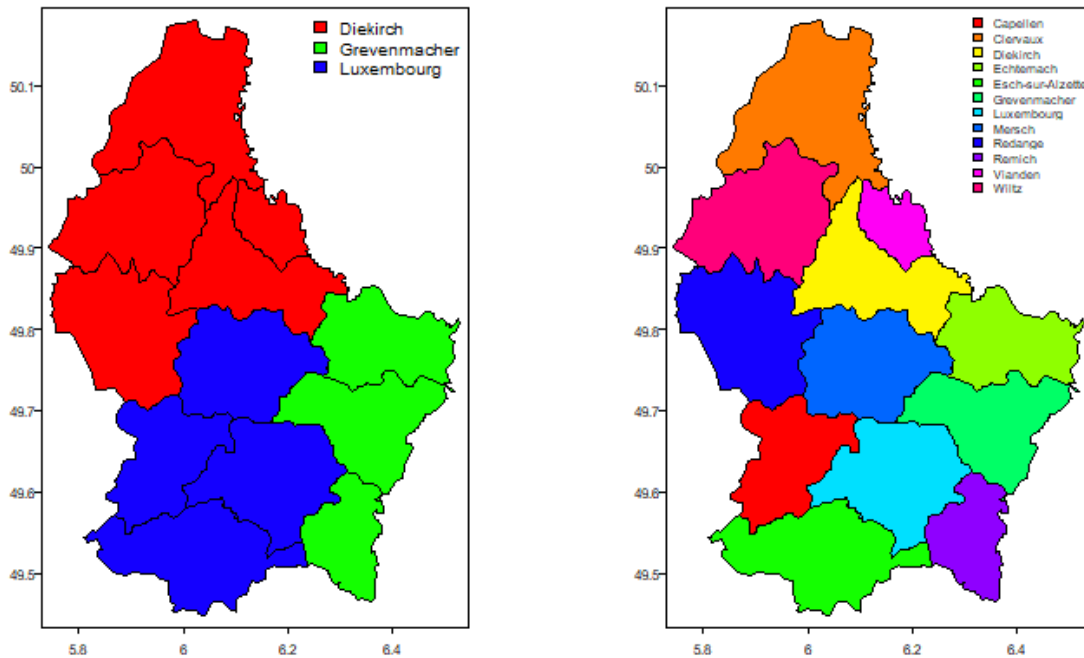 Diekirch
Grevenmacher
Luxembourg
50.1
50
49.9
49.8
49.7
49.6
49.5
5.8 6 6.2 6.4
Capellen
Clervaux
Diekirch
Echternach
Esch-sur-Alzette
Grevenmacher
Luxembourg
Mersch
Redange
Remich
Vianden
Wiltz
50.1
50
49.9
49.8
49.7
49.6
49.5
5.8 6 6.2 6.4